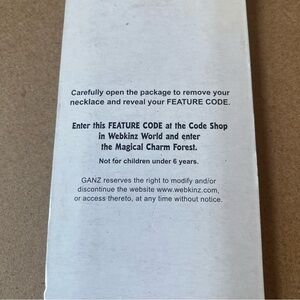 Carefully open the package to remove your
necklace and reveal your FEATURE CODE.
Enter this FEATURE CODE at the Code Shop
in Webkinz World and enter
the Magical Charm Forest.
Not for children under 6 years.
GANZ reserves the right to modify and/or
discontinue the website www.webkinz.com,
or access thereto, at any time without notice.